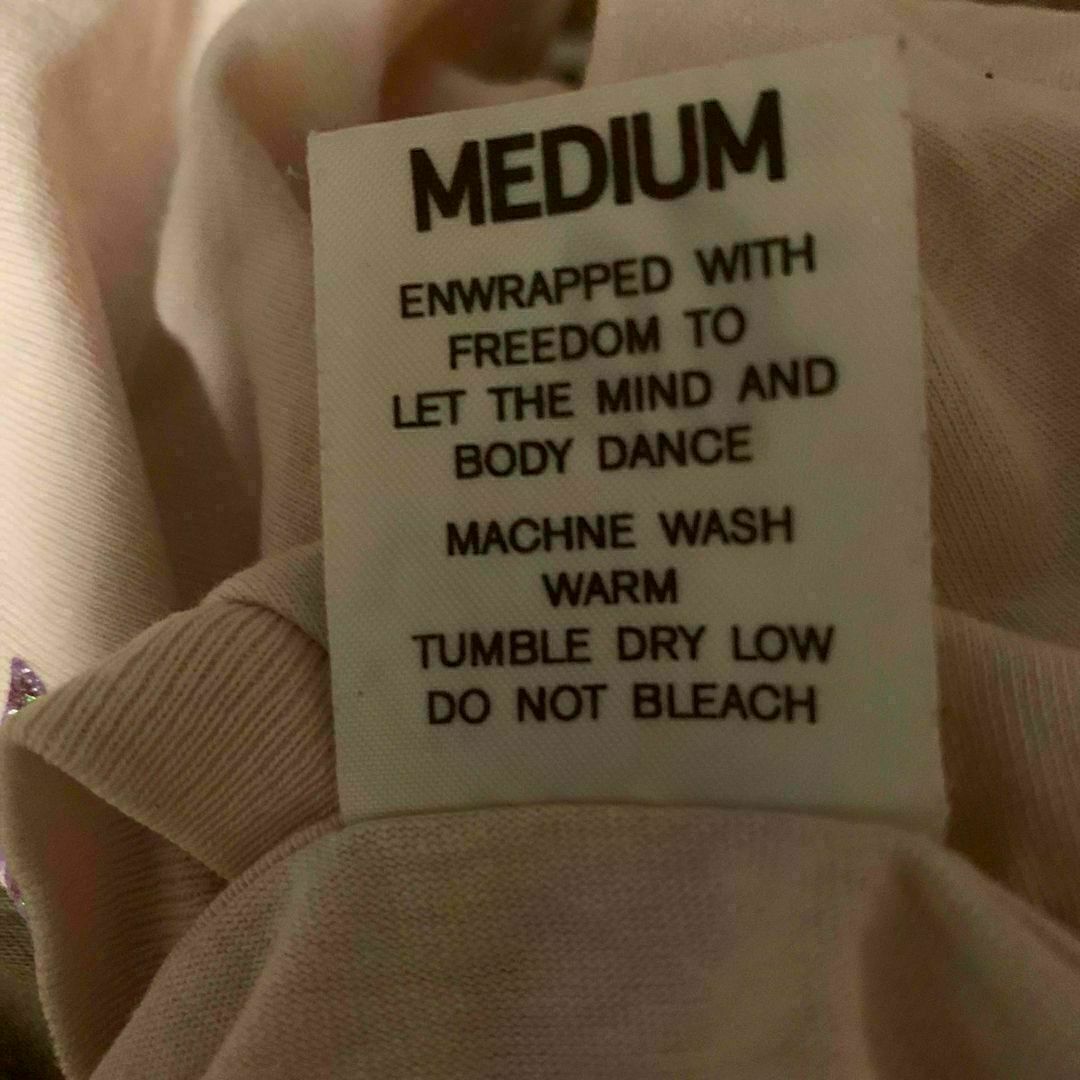 MEDIUM
ENWRAPPED WITH
FREEDOM TO
LET THE MIND AND
BODY DANCE
MACHNE WASH
WARM
TUMBLE DRY LOW
DO NOT BLEACH